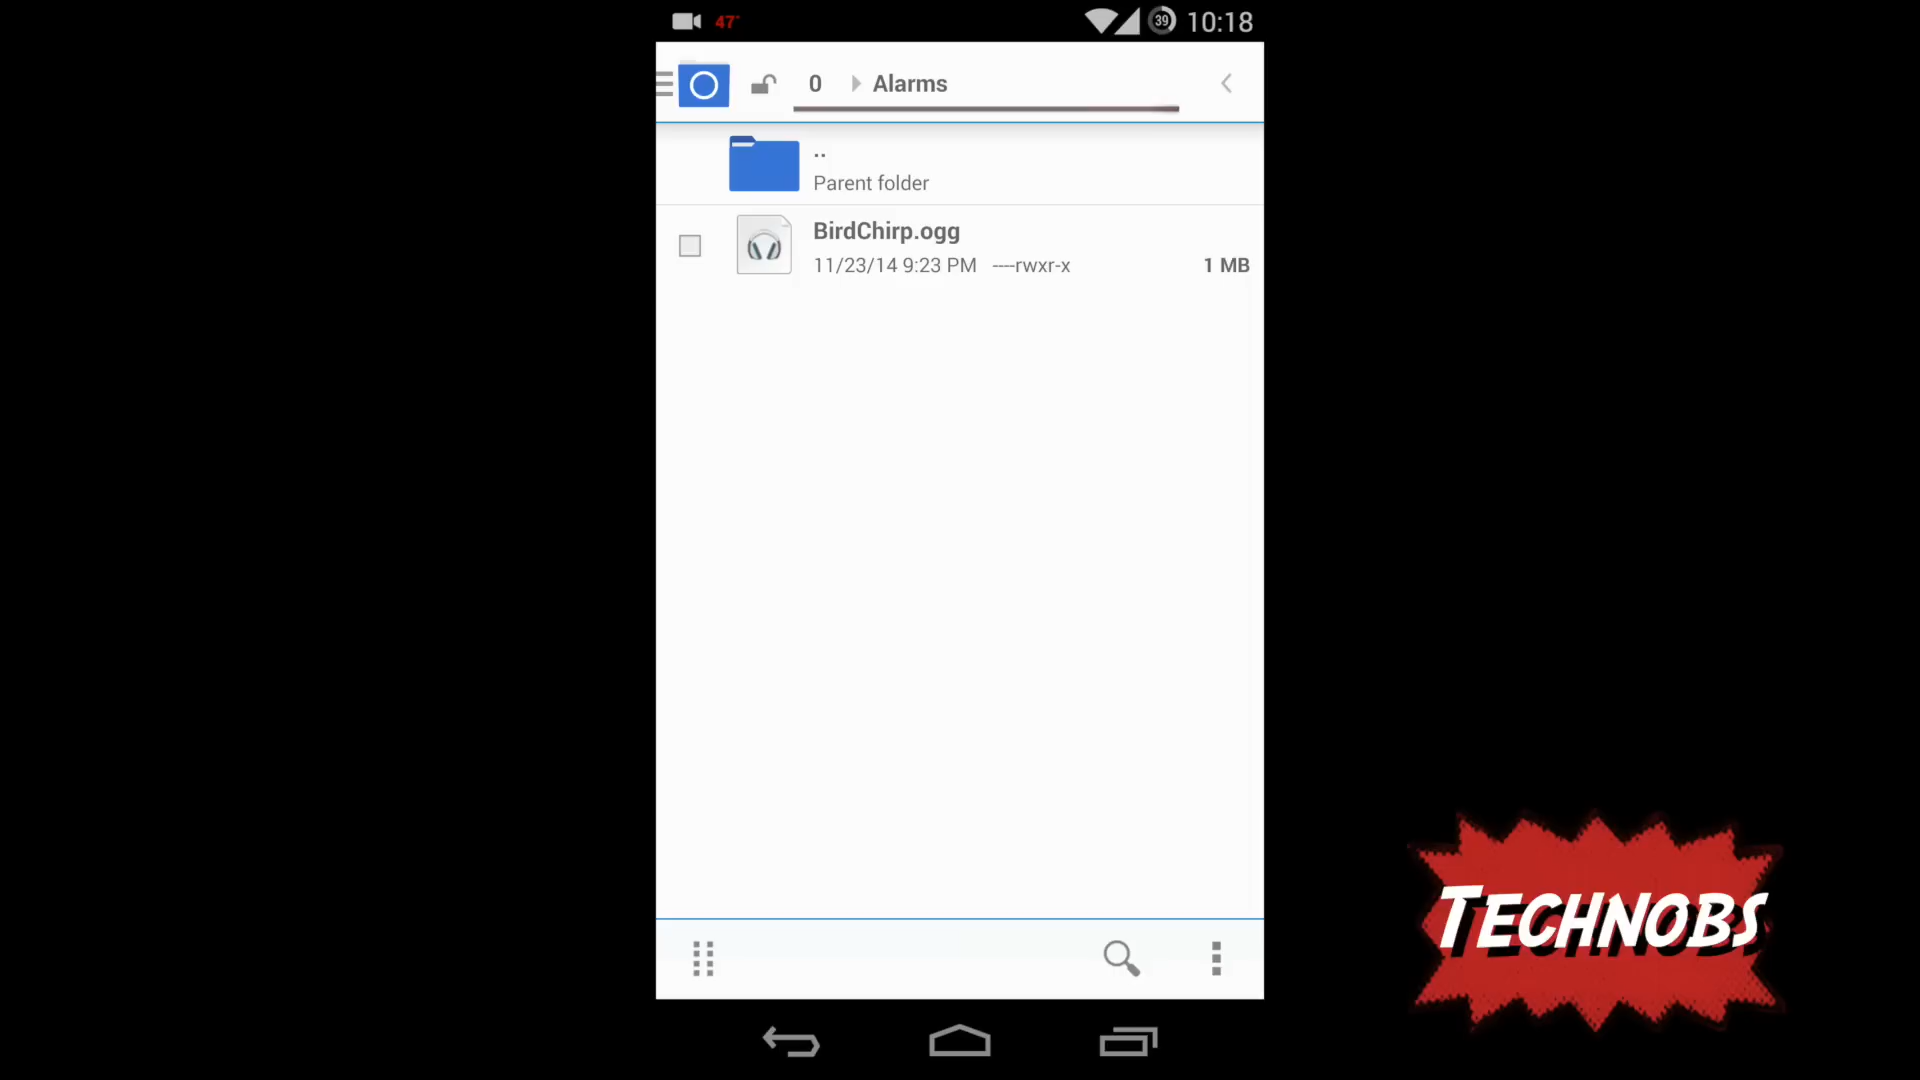 47°
39
10:18
0
Alarms
..
Parent folder
BirdChirp.ogg
11/23/14 9:23 PM ----rwxr-x
1 MB
TECHNOBS